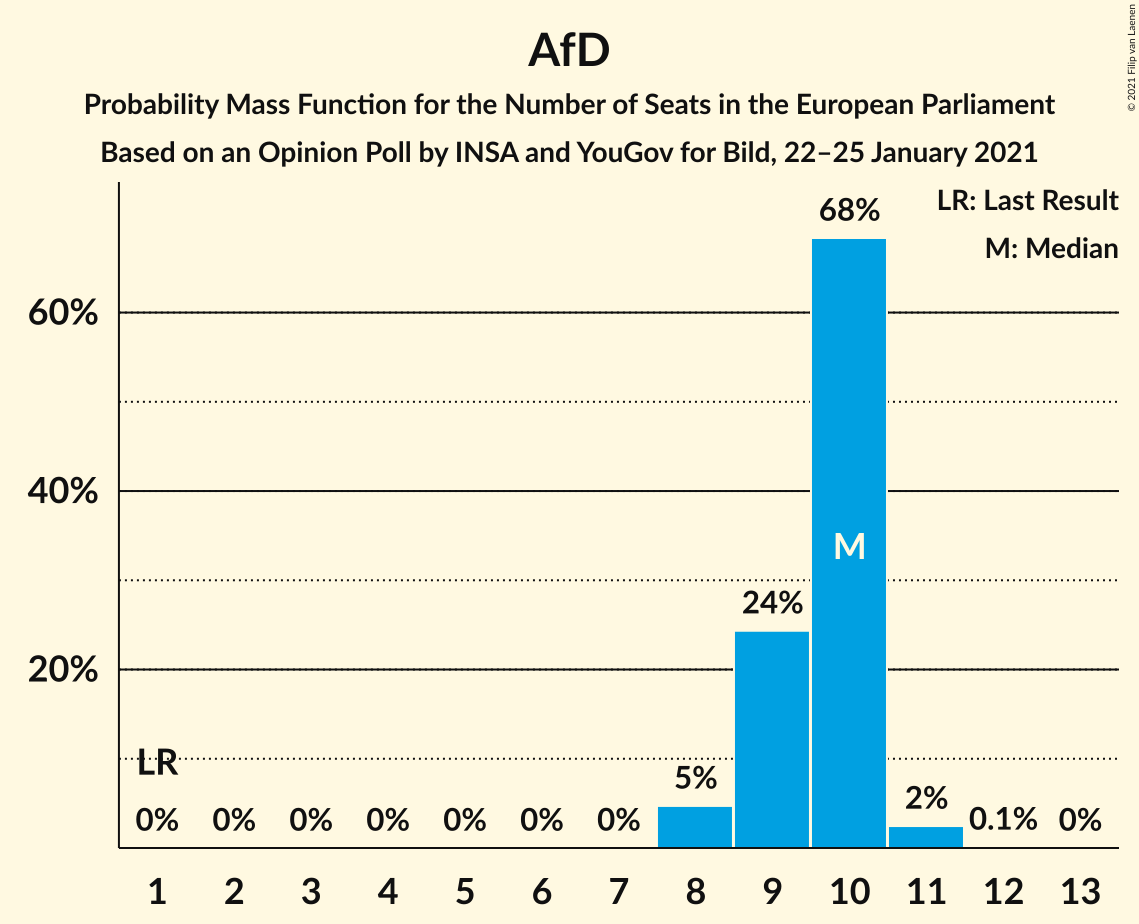 AfD
Probability Mass Function for the Number of Seats in the European Parliament
Based on an Opinion Poll by INSA and YouGov for Bild, 22–25 January 2021
© 2021 Filip van Laenen
LR: Last Result
M: Median
68%
60%
40%
M
24%
20%
LR
5%
2%
0% 0% 0% 0% 0% 0% 0% 0.1% 0%
1 2 3 4 5 6 7 8 9 10 11 12 13